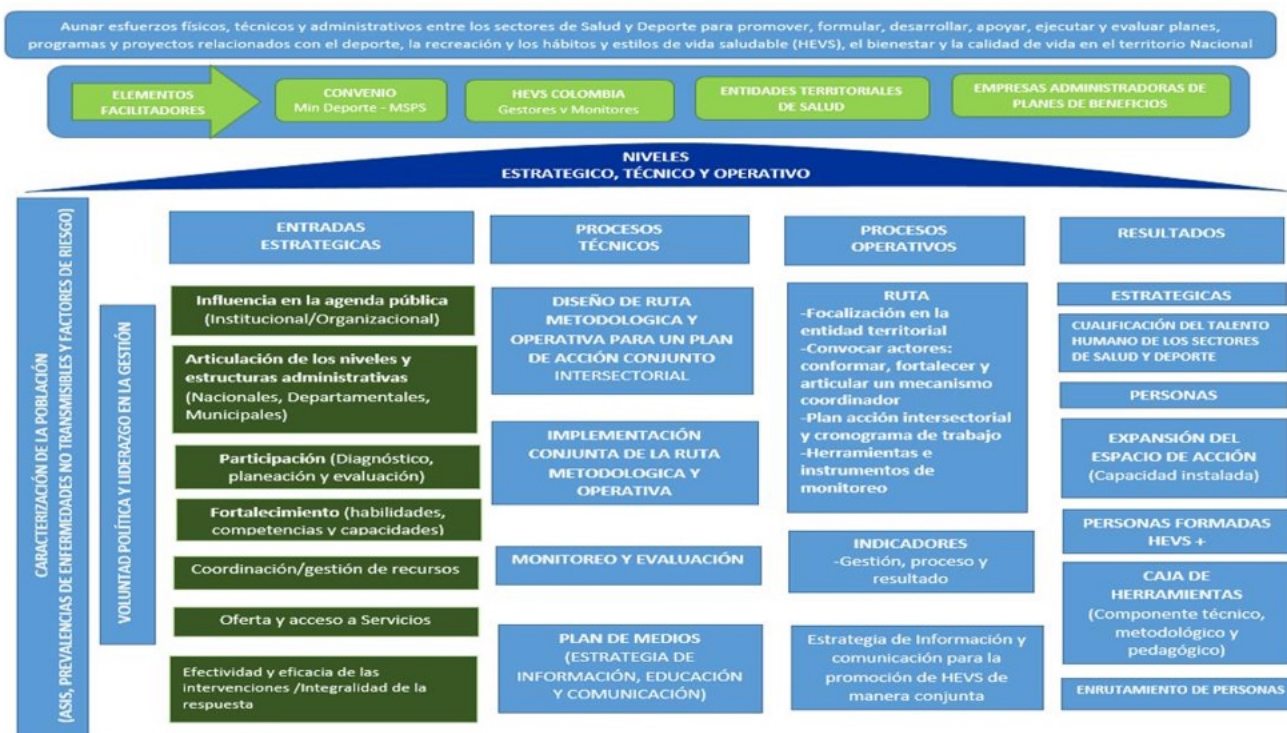 Aunar esfuerzos físicos, técnicos y administrativos entre los sectores de Salud y Deporte para promover, formular, desarrollar, apoyar, ejecutar y evaluar planes,
programas y proyectos relacionados con el deporte, la recreación y los hábitos y estilos de vida saludable (HEVS), el bienestar y la calidad de vida en el territorio Nacional
ELEMENTOS
FACILITADORES
CONVENIO
Min Deporte - MSPS
HEVS COLOMBIA
Gestores y Monitores
ENTIDADES TERRITORIALES
DE SALUD
EMPRESAS ADMINISTRADORAS DE
PLANES DE BENEFICIOS
NIVELES
ESTRATEGICO, TÉCNICO Y OPERATIVO
CARACTERIZACIÓN DE LA POBLACIÓN
(ASIS, PREVALENCIAS DE ENFERMEDADES NO TRANSMISIBLES Y FACTORES DE RIESGO)
VOLUNTAD POLÍTICA Y LIDERAZGO EN LA GESTIÓN
ENTRADAS
ESTRATEGICAS
Influencia en la agenda pública
(Institucional/Organizacional)
Articulación de los niveles y
estructuras administrativas
(Nacionales, Departamentales,
Municipales)
Participación (Diagnóstico,
planeación y evaluación)
Fortalecimiento (habilidades,
competencias y capacidades)
Coordinación/gestión de recursos
Oferta y acceso a Servicios
Efectividad y eficacia de las
intervenciones /Integralidad de la
respuesta
PROCESOS
TÉCNICOS
DISEÑO DE RUTA
METODOLOGICA Y
OPERATIVA PARA UN PLAN
DE ACCIÓN CONJUNTO
INTERSECTORIAL
IMPLEMENTACIÓN
CONJUNTA DE LA RUTA
METODOLOGICA Y
OPERATIVA
MONITOREO Y EVALUACIÓN
PLAN DE MEDIOS
(ESTRATEGIA DE
INFORMACIÓN, EDUCACIÓN
Y COMUNICACIÓN)
PROCESOS
OPERATIVOS
RUTA
-Focalización en la
entidad territorial
-Convocar actores:
conformar, fortalecer y
articular un mecanismo
coordinador
-Plan acción intersectorial
y cronograma de trabajo
-Herramientas e
instrumentos de
monitoreo
INDICADORES
-Gestión, proceso y
resultado
Estrategia de Información y
comunicación para la
promoción de HEVS de
manera conjunta
RESULTADOS
ESTRATEGICAS
CUALIFICACIÓN DEL TALENTO
HUMANO DE LOS SECTORES
DE SALUD Y DEPORTE
PERSONAS
EXPANSIÓN DEL
ESPACIO DE ACCIÓN
(Capacidad instalada)
PERSONAS FORMADAS
HEVS +
CAJA DE
HERRAMIENTAS
(Componente técnico,
metodológico y
pedagógico)
ENRUTAMIENTO DE PERSONAS